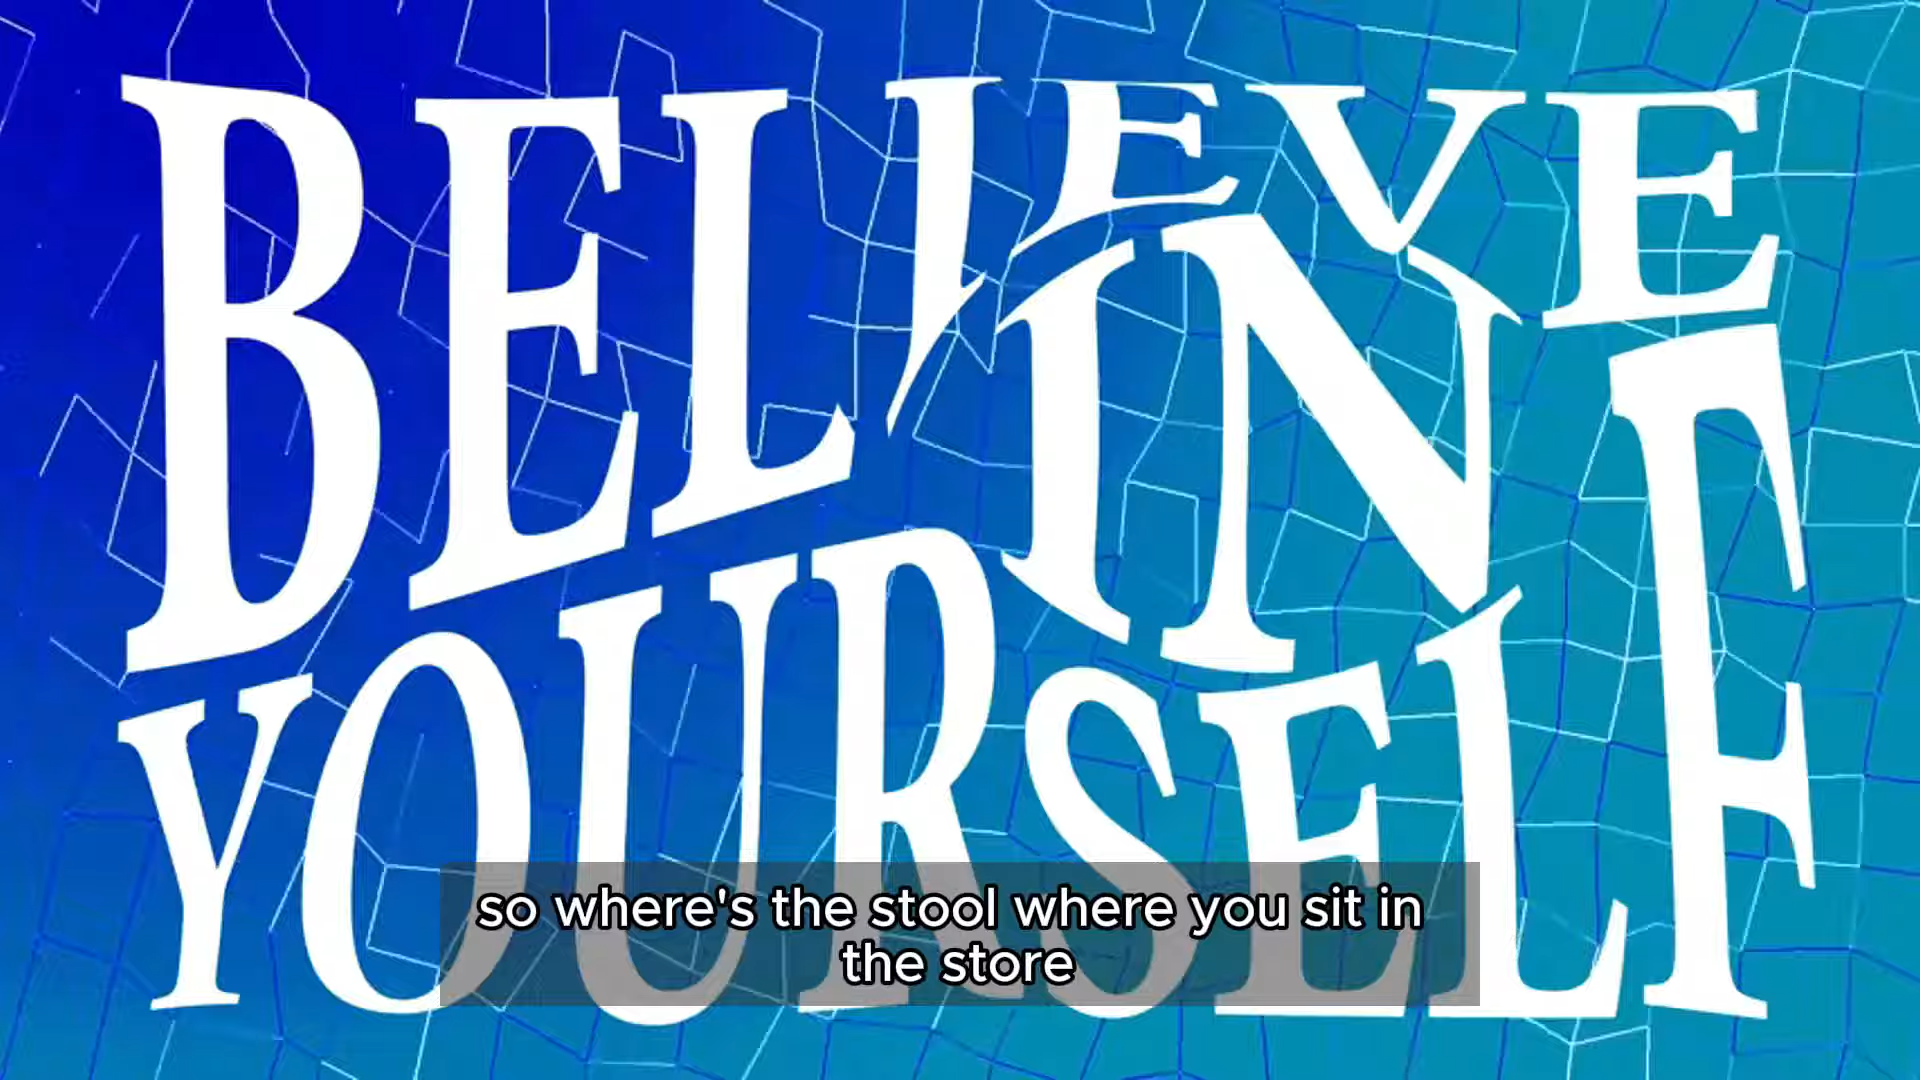 BELIEVE
IN
YOURSELF
so where's the stool where you sit in
the store